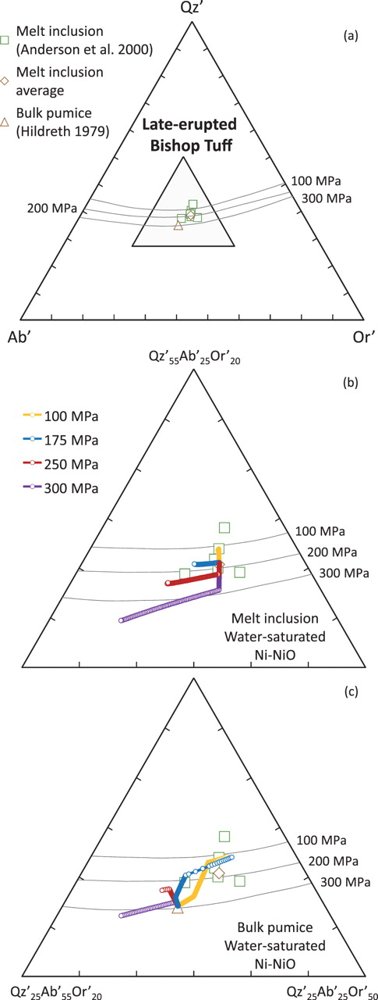 Qz’
(a)
Melt inclusion
(Anderson et al. 2000)
Melt inclusion
average
Bulk pumice
(Hildreth 1979)
Late-erupted
Bishop Tuff
100 MPa
300 MPa
200 MPa
Ab’
Or’
Qz’₅₅Ab’₂₅Or’₂₀
(b)
100 MPa
175 MPa
250 MPa
300 MPa
100 MPa
200 MPa
300 MPa
Melt inclusion
Water-saturated
Ni-NiO
(c)
100 MPa
200 MPa
300 MPa
Bulk pumice
Water-saturated
Ni-NiO
Qz’₂₅Ab’₅₅Or’₂₀
Qz’₂₅Ab’₂₅Or’₅₀